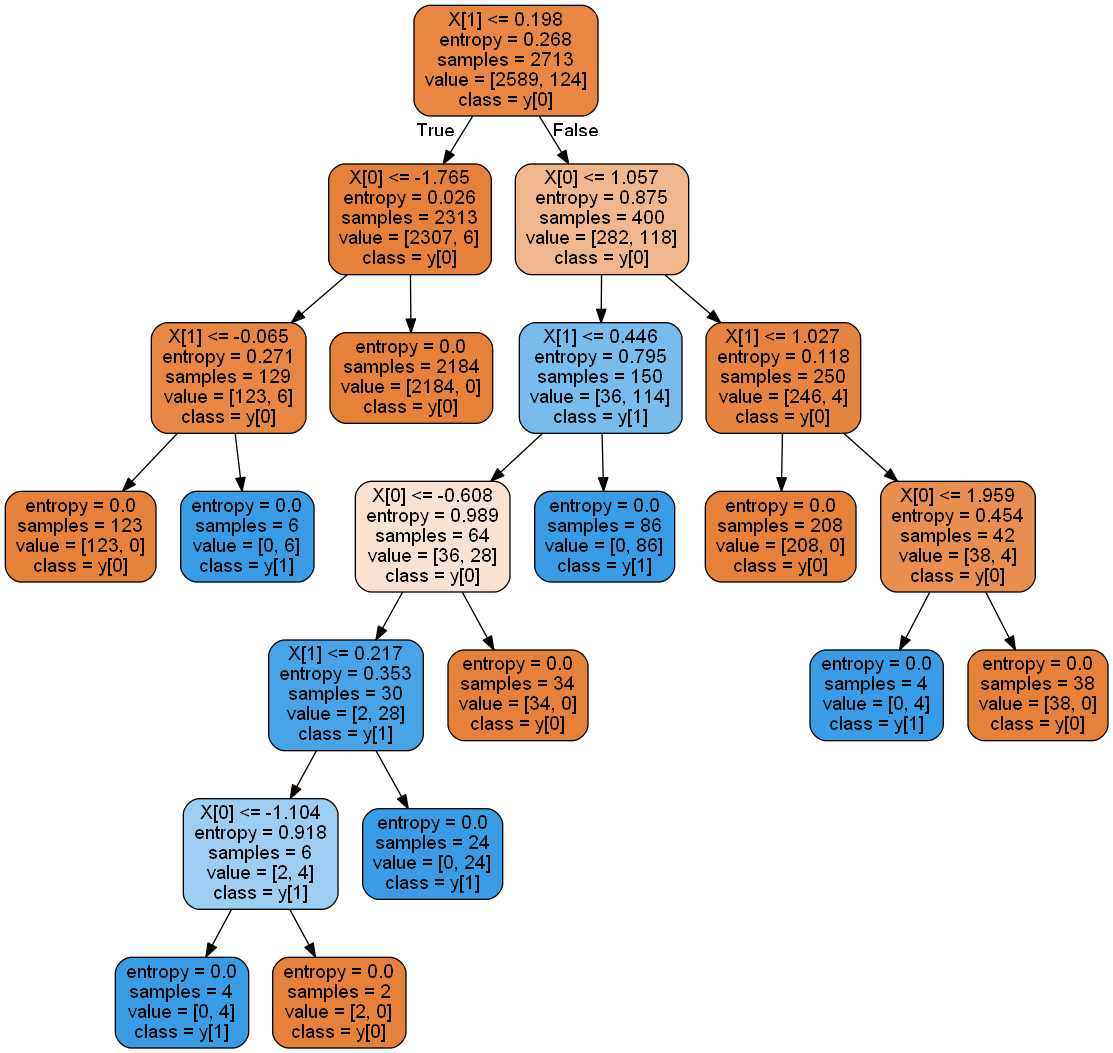 X[1] <= 0.198
entropy = 0.268
samples = 2713
value = [2589, 124]
class = y[0]
True
False
X[0] <= -1.765
entropy = 0.026
samples = 2313
value = [2307, 6]
class = y[0]
X[0] <= 1.057
entropy = 0.875
samples = 400
value = [282, 118]
class = y[0]
X[1] <= -0.065
entropy = 0.271
samples = 129
value = [123, 6]
class = y[0]
entropy = 0.0
samples = 2184
value = [2184, 0]
class = y[0]
X[1] <= 0.446
entropy = 0.795
samples = 150
value = [36, 114]
class = y[1]
X[1] <= 1.027
entropy = 0.118
samples = 250
value = [246, 4]
class = y[0]
entropy = 0.0
samples = 123
value = [123, 0]
class = y[0]
entropy = 0.0
samples = 6
value = [0, 6]
class = y[1]
X[0] <= -0.608
entropy = 0.989
samples = 64
value = [36, 28]
class = y[0]
entropy = 0.0
samples = 86
value = [0, 86]
class = y[1]
entropy = 0.0
samples = 208
value = [208, 0]
class = y[0]
X[0] <= 1.959
entropy = 0.454
samples = 42
value = [38, 4]
class = y[0]
X[1] <= 0.217
entropy = 0.353
samples = 30
value = [2, 28]
class = y[1]
entropy = 0.0
samples = 34
value = [34, 0]
class = y[0]
entropy = 0.0
samples = 4
value = [0, 4]
class = y[1]
entropy = 0.0
samples = 38
value = [38, 0]
class = y[0]
X[0] <= -1.104
entropy = 0.918
samples = 6
value = [2, 4]
class = y[1]
entropy = 0.0
samples = 24
value = [0, 24]
class = y[1]
entropy = 0.0
samples = 4
value = [0, 4]
class = y[1]
entropy = 0.0
samples = 2
value = [2, 0]
class = y[0]